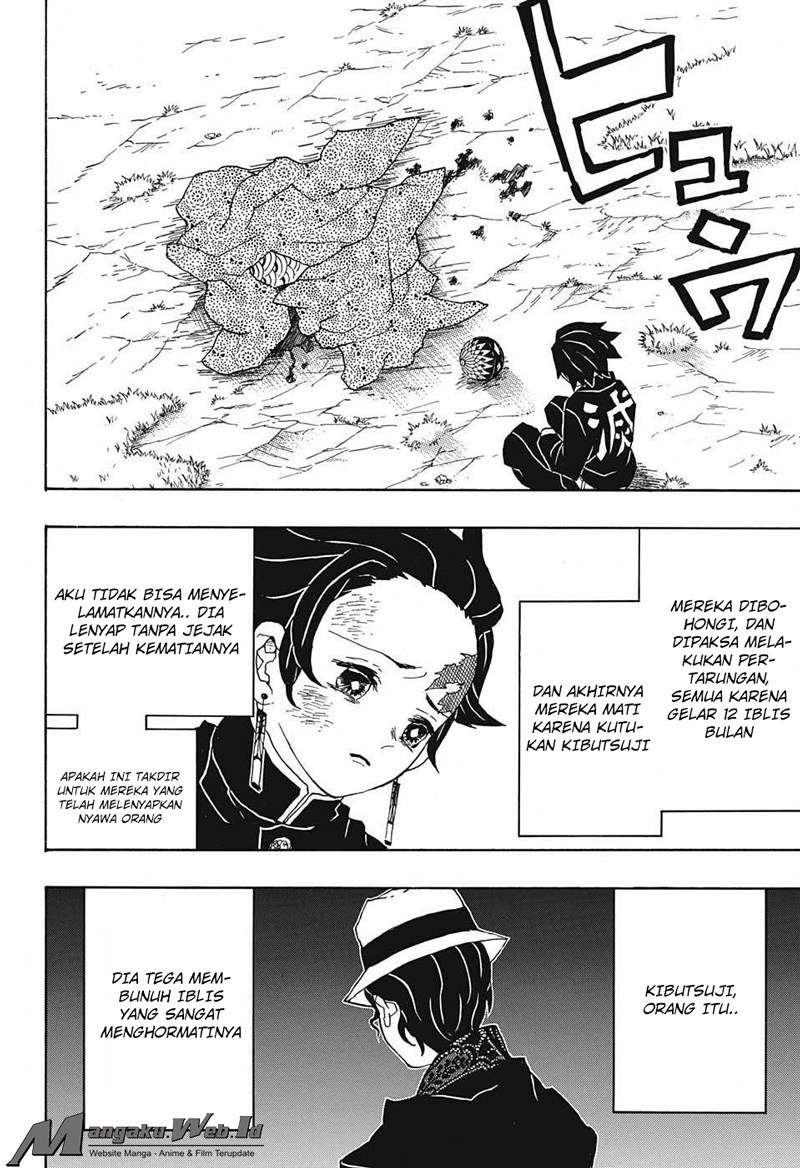 ヒュウ
滅
MEREKA DIBO-
HONGI, DAN
DIPAKSA MELA-
KUKAN PER-
TARUNGAN,
SEMUA KARENA
GELAR 12 IBLIS
BULAN
DAN AKHIRNYA
MEREKA MATI
KARENA KUTU-
KAN KIBUTSUJI
AKU TIDAK BISA MENYE-
LAMATKANNYA.. DIA
LENYAP TANPA JEJAK
SETELAH KEMATIANNYA
APAKAH INI TAKDIR
UNTUK MEREKA YANG
TELAH MELENYAPKAN
NYAWA ORANG
KIBUTSUJI,
ORANG ITU..
DIA TEGA MEM-
BUNUH IBLIS
YANG SANGAT
MENGHORMATINYA
Mangaku.Web.Id
Website Manga - Anime & Film Terupdate